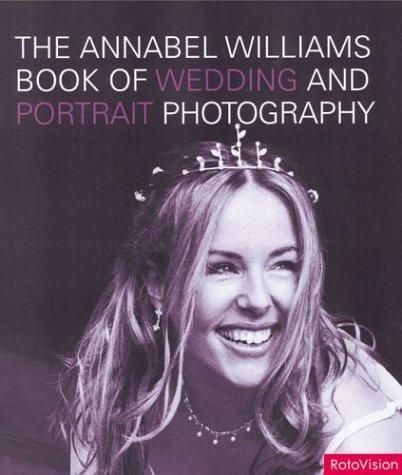 THE ANNABEL WILLIAMS
BOOK OF WEDDING AND
PORTRAIT PHOTOGRAPHY
RotoVision